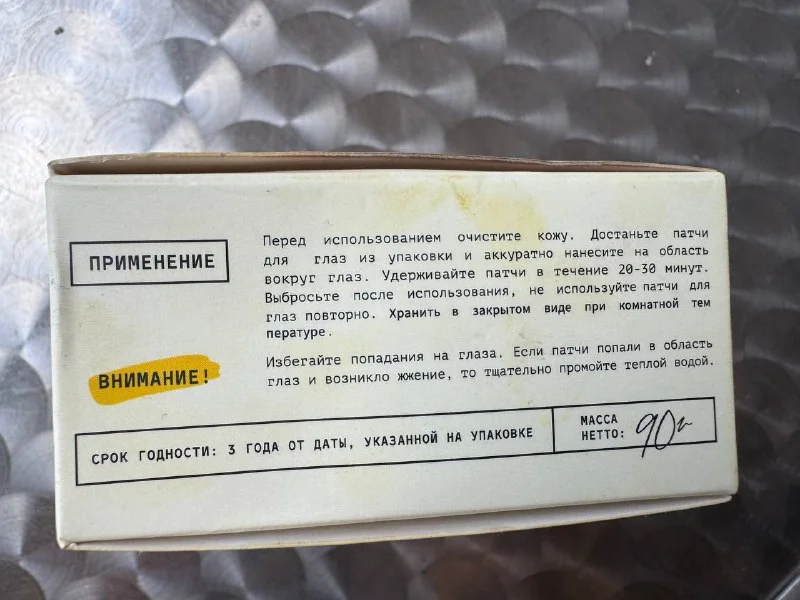 ПРИМЕНЕНИЕ
Перед использованием очистите кожу. Достаньте патчи
для глаз из упаковки и аккуратно нанесите на область
вокруг глаз. Удерживайте патчи в течение 20-30 минут.
Выбросьте после использования, не используйте патчи для
глаз повторно. Хранить в закрытом виде при комнатной тем
пературе.
ВНИМАНИЕ!
Избегайте попадания на глаза. Если патчи попали в область
глаз и возникло жжение, то тщательно промойте теплой водой.
СРОК ГОДНОСТИ: 3 ГОДА ОТ ДАТЫ, УКАЗАННОЙ НА УПАКОВКЕ
МАССА
НЕТТО: 90г